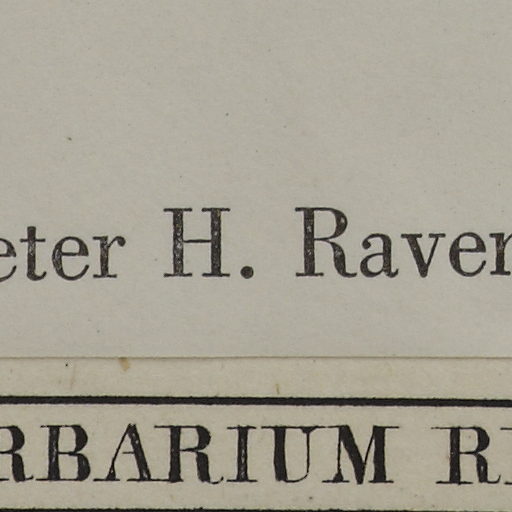 eter H. Raven
RBARIUM R